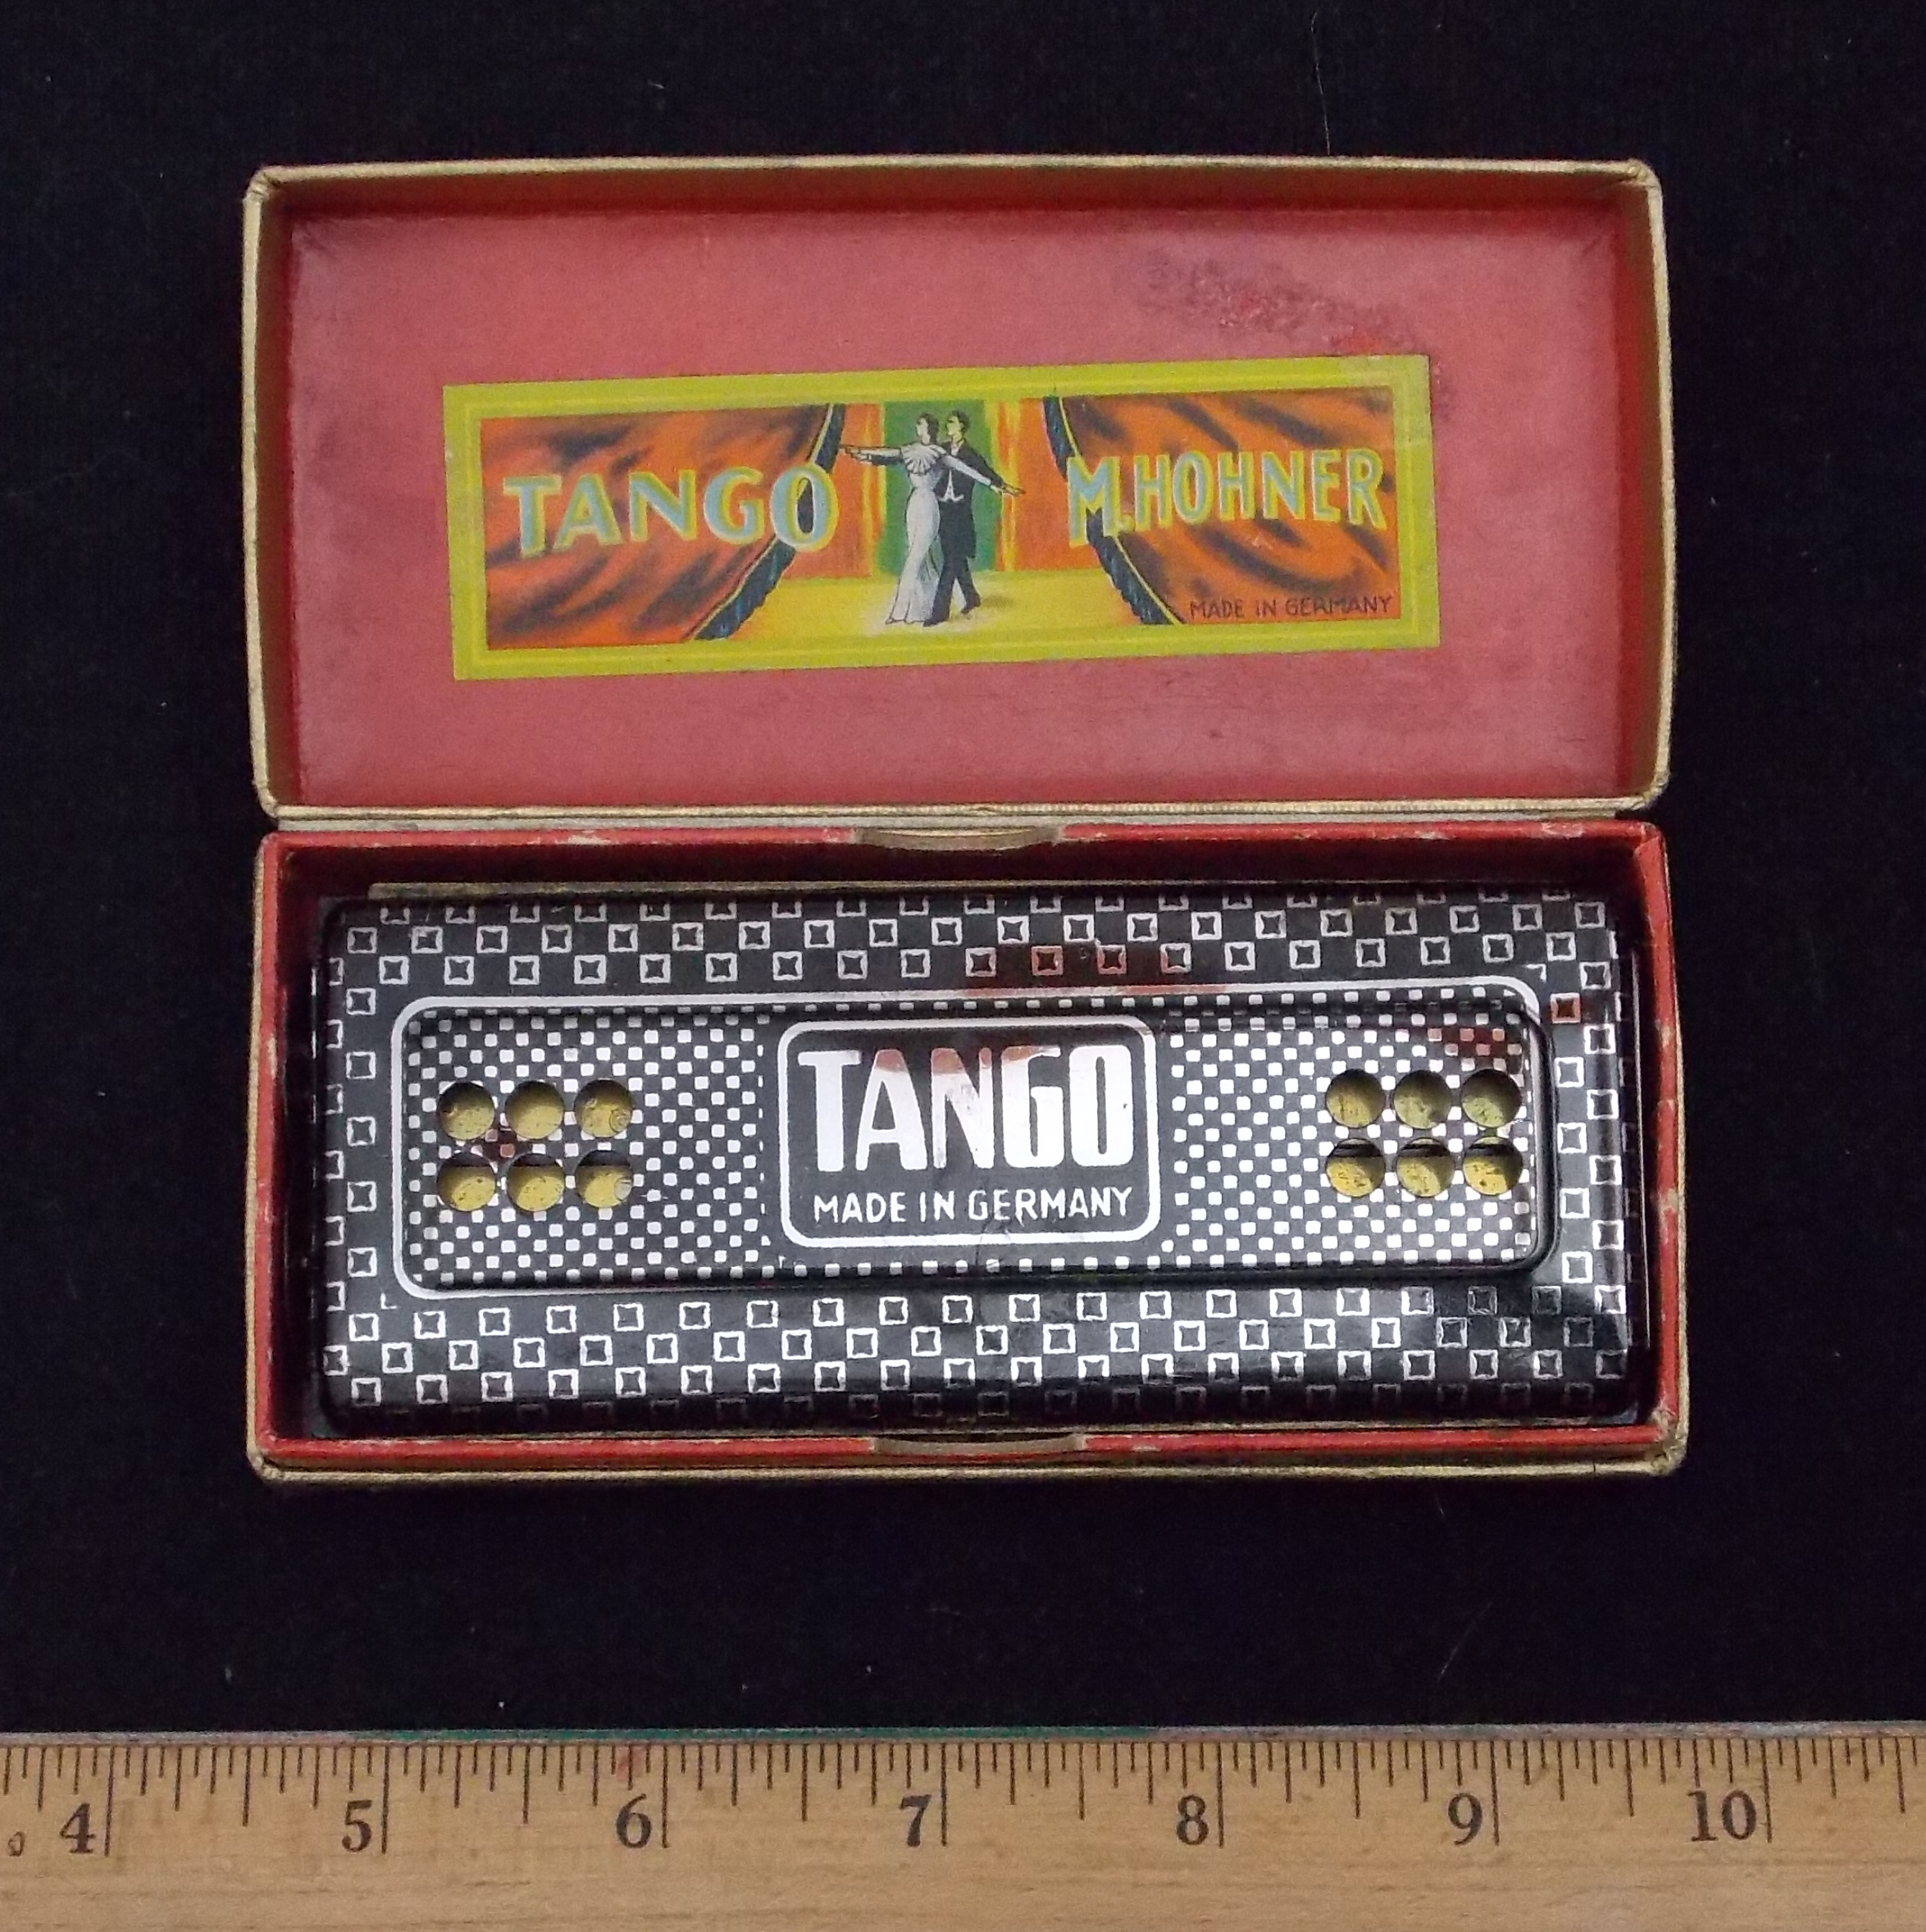 TANGO M.HOHNER
MADE IN GERMANY
TANGO
MADE IN GERMANY
4 5 6 7 8 9 10